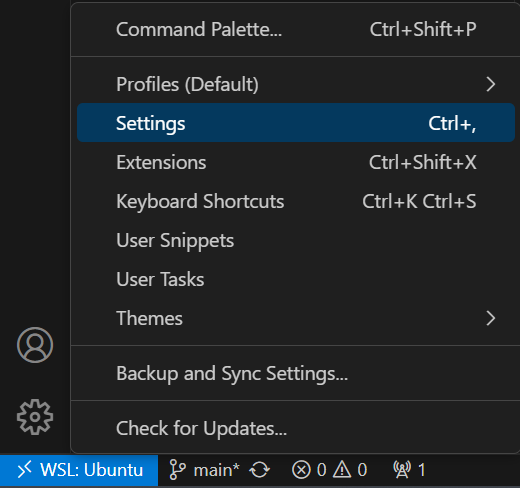 Command Palette... Ctrl+Shift+P
Profiles (Default)
Settings Ctrl+,
Extensions Ctrl+Shift+X
Keyboard Shortcuts Ctrl+K Ctrl+S
User Snippets
User Tasks
Themes
Backup and Sync Settings...
Check for Updates...
WSL: Ubuntu main* 0 0 1